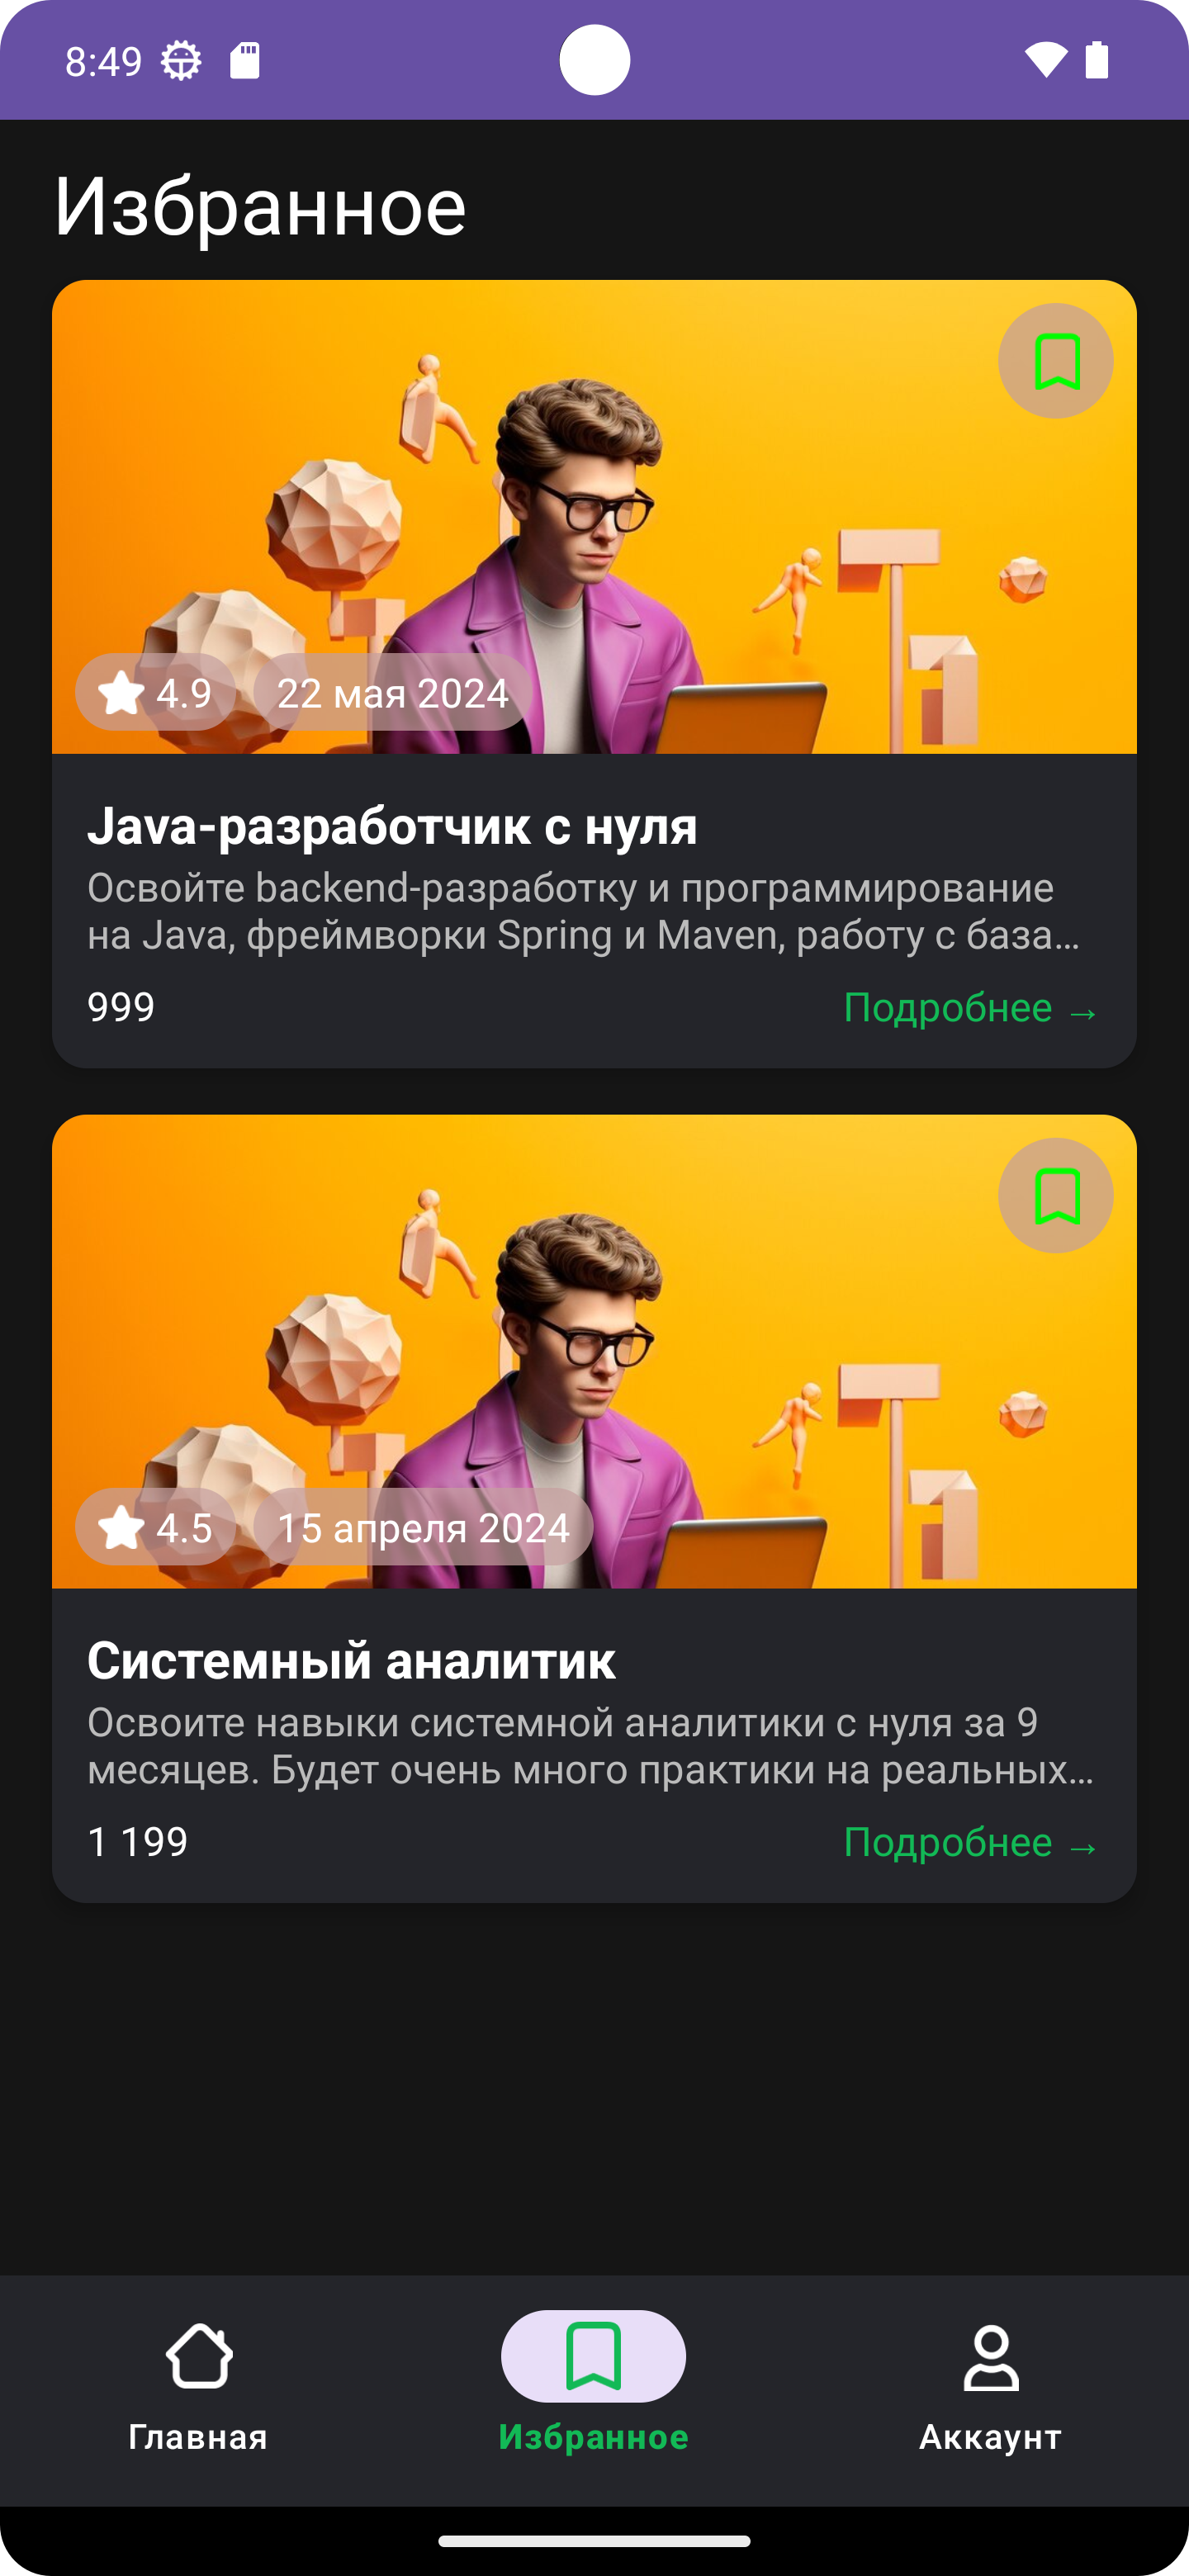 8:49
Избранное
4.9
22 мая 2024
Java-разработчик с нуля
Освойте backend-разработку и программирование
на Java, фреймворки Spring и Maven, работу с база...
999
Подробнее →
4.5
15 апреля 2024
Системный аналитик
Освоите навыки системной аналитики с нуля за 9
месяцев. Будет очень много практики на реальных...
1 199
Подробнее →
Главная
Избранное
Аккаунт